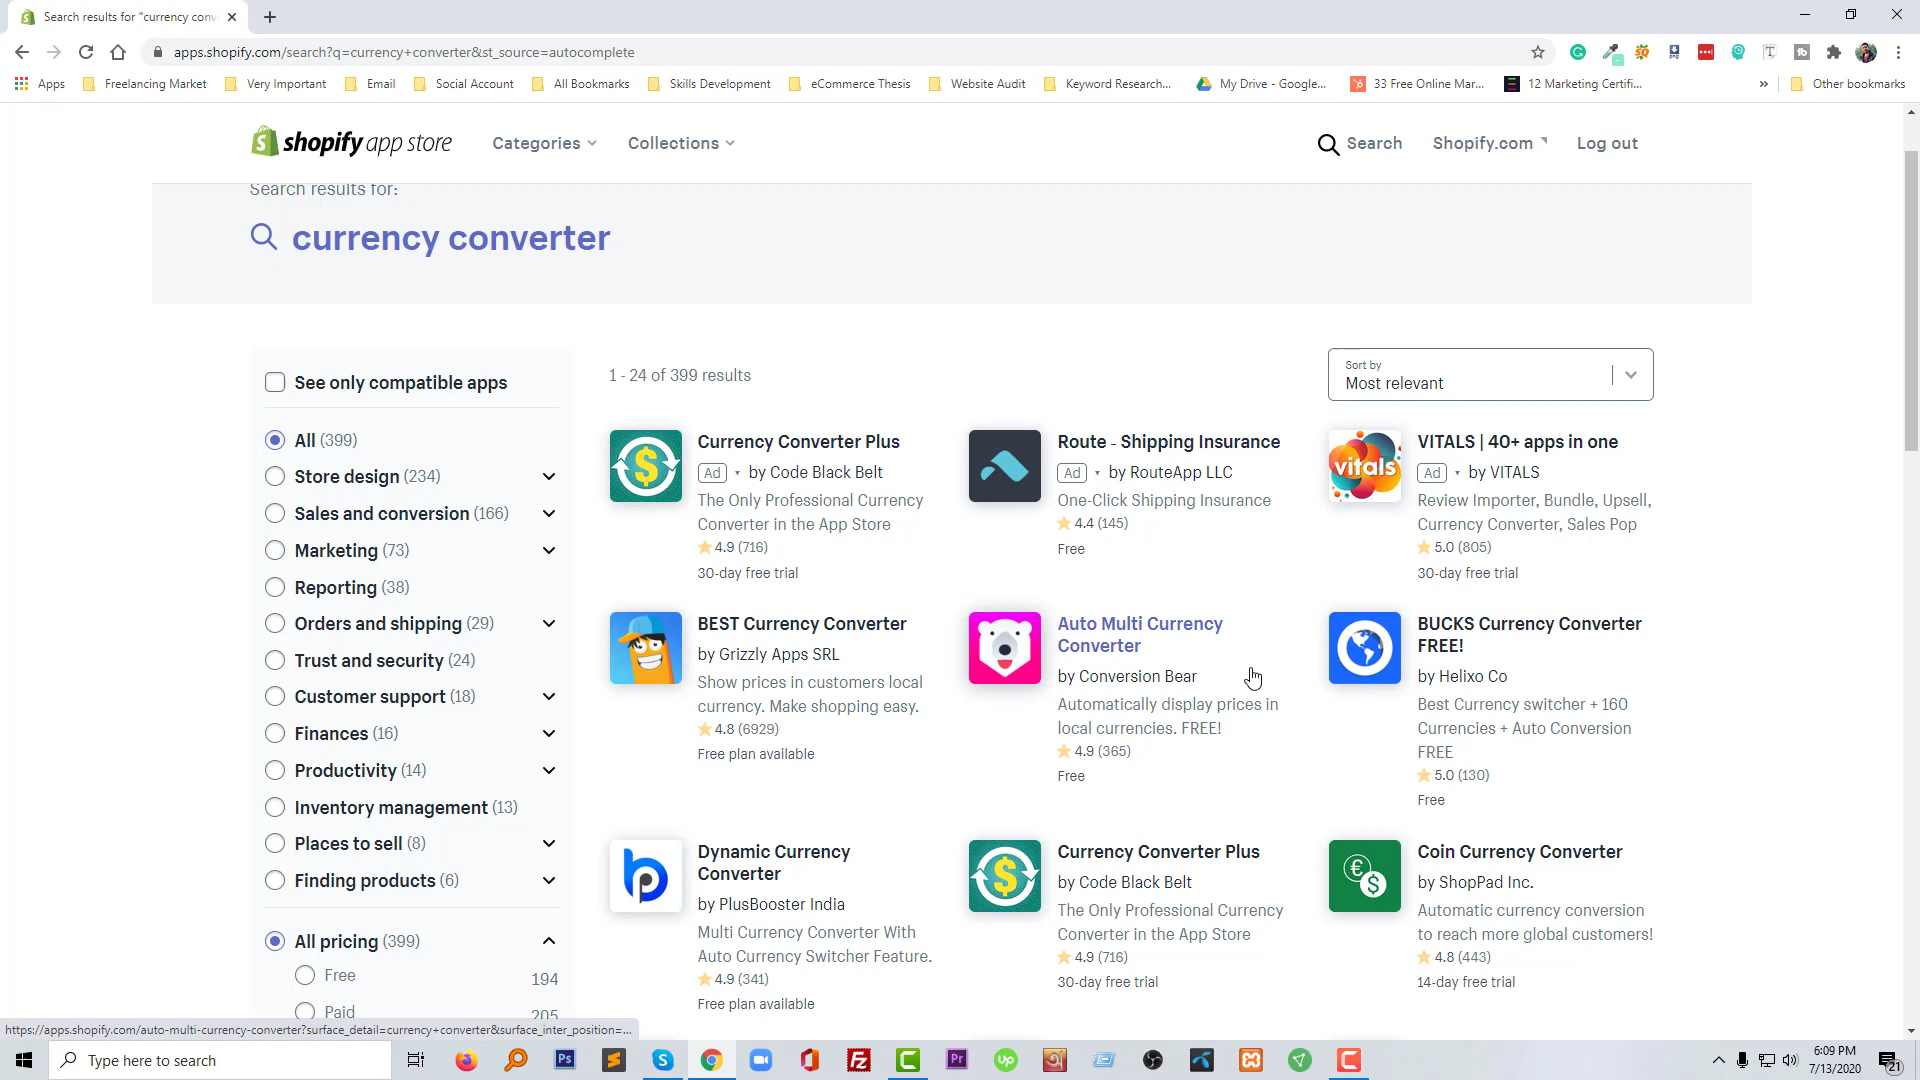 Search results for "currency conv
apps.shopify.com/search?q=currency+converter&st_source=autocomplete
Apps
Freelancing Market
Very Important
Email
Social Account
All Bookmarks
Skills Development
eCommerce Thesis
Website Audit
Keyword Research...
My Drive - Google...
33 Free Online Mar...
12 Marketing Certifi...
»
Other bookmarks
shopify app store
Categories
Collections
Search
Shopify.com
Log out
Search results for:
currency converter
See only compatible apps
All (399)
Store design (234)
Sales and conversion (166)
Marketing (73)
Reporting (38)
Orders and shipping (29)
Trust and security (24)
Customer support (18)
Finances (16)
Productivity (14)
Inventory management (13)
Places to sell (8)
Finding products (6)
All pricing (399)
Free 194
Paid 205
1 - 24 of 399 results
Sort by
Most relevant
Currency Converter Plus
Ad • by Code Black Belt
The Only Professional Currency
Converter in the App Store
4.9 (716)
30-day free trial
Route - Shipping Insurance
Ad • by RouteApp LLC
One-Click Shipping Insurance
4.4 (145)
Free
vitals
VITALS | 40+ apps in one
Ad • by VITALS
Review Importer, Bundle, Upsell,
Currency Converter, Sales Pop
5.0 (805)
30-day free trial
BEST Currency Converter
by Grizzly Apps SRL
Show prices in customers local
currency. Make shopping easy.
4.8 (6929)
Free plan available
Auto Multi Currency
Converter
by Conversion Bear
Automatically display prices in
local currencies. FREE!
4.9 (365)
Free
BUCKS Currency Converter
FREE!
by Helixo Co
Best Currency switcher + 160
Currencies + Auto Conversion
FREE
5.0 (130)
Free
Dynamic Currency
Converter
by PlusBooster India
Multi Currency Converter With
Auto Currency Switcher Feature.
4.9 (341)
Free plan available
Currency Converter Plus
by Code Black Belt
The Only Professional Currency
Converter in the App Store
4.9 (716)
30-day free trial
Coin Currency Converter
by ShopPad Inc.
Automatic currency conversion
to reach more global customers!
4.8 (443)
14-day free trial
https://apps.shopify.com/auto-multi-currency-converter?surface_detail=currency+converter&surface_inter_position=...
Type here to search
Ps
Pr
6:09 PM
7/13/2020
21